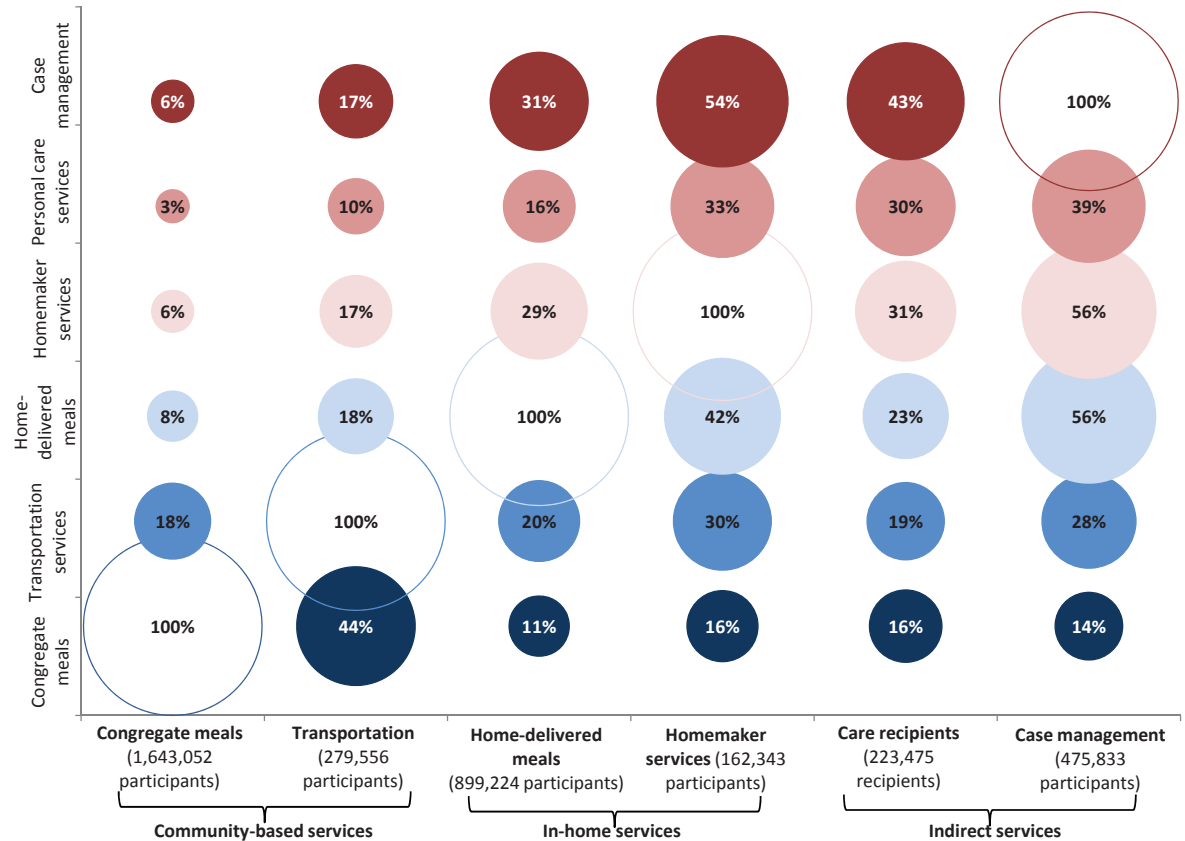 Case
management
6%
17%
31%
54%
43%
100%
Personal care
services
3%
10%
16%
33%
30%
39%
Homemaker
services
6%
17%
29%
100%
31%
56%
Home-
delivered
meals
8%
18%
100%
42%
23%
56%
Transportation
services
18%
100%
20%
30%
19%
28%
Congregate
meals
100%
44%
11%
16%
16%
14%
Congregate meals
(1,643,052
participants)
Transportation
(279,556
participants)
Home-delivered
meals
(899,224 participants)
Homemaker
services (162,343
participants)
Care recipients
(223,475
recipients)
Case management
(475,833
participants)
Community-based services
In-home services
Indirect services